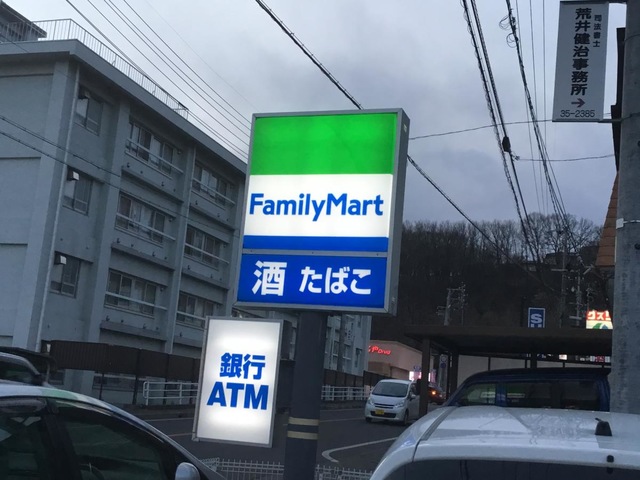 司法書士
荒井健治事務所
→
35-2385
FamilyMart
酒 たばこ
銀行
ATM